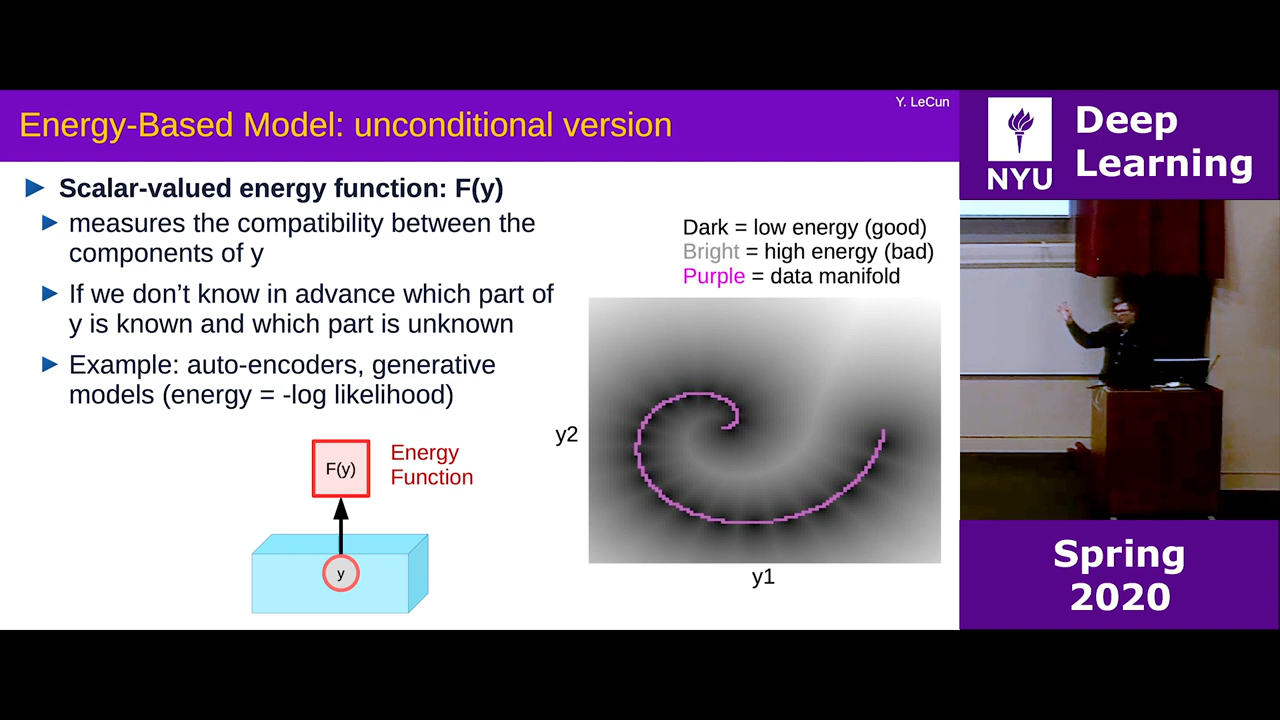 Y. LeCun
Energy-Based Model: unconditional version
Scalar-valued energy function: F(y)
measures the compatibility between the
components of y
If we don’t know in advance which part of
y is known and which part is unknown
Example: auto-encoders, generative
models (energy = -log likelihood)
F(y)
Energy
Function
y
Dark = low energy (good)
Bright = high energy (bad)
Purple = data manifold
y2
y1
NYU
Deep
Learning
Spring
2020